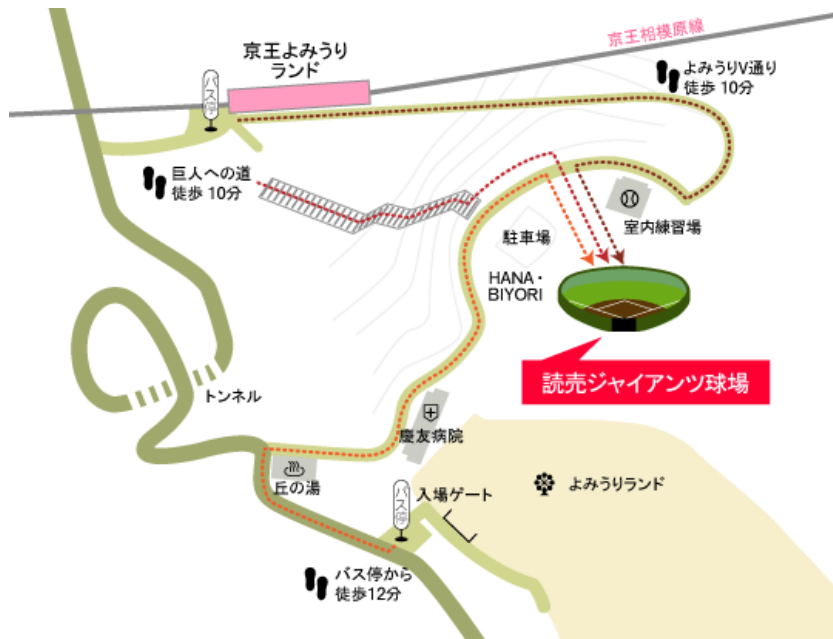 京王相模原線
京王よみうり
ランド
バス停
よみうりV通り
徒歩 10分
巨人への道
徒歩 10分
室内練習場
駐車場
HANA・
BIYORI
読売ジャイアンツ球場
トンネル
慶友病院
丘の湯
バス停
入場ゲート
よみうりランド
バス停から
徒歩12分